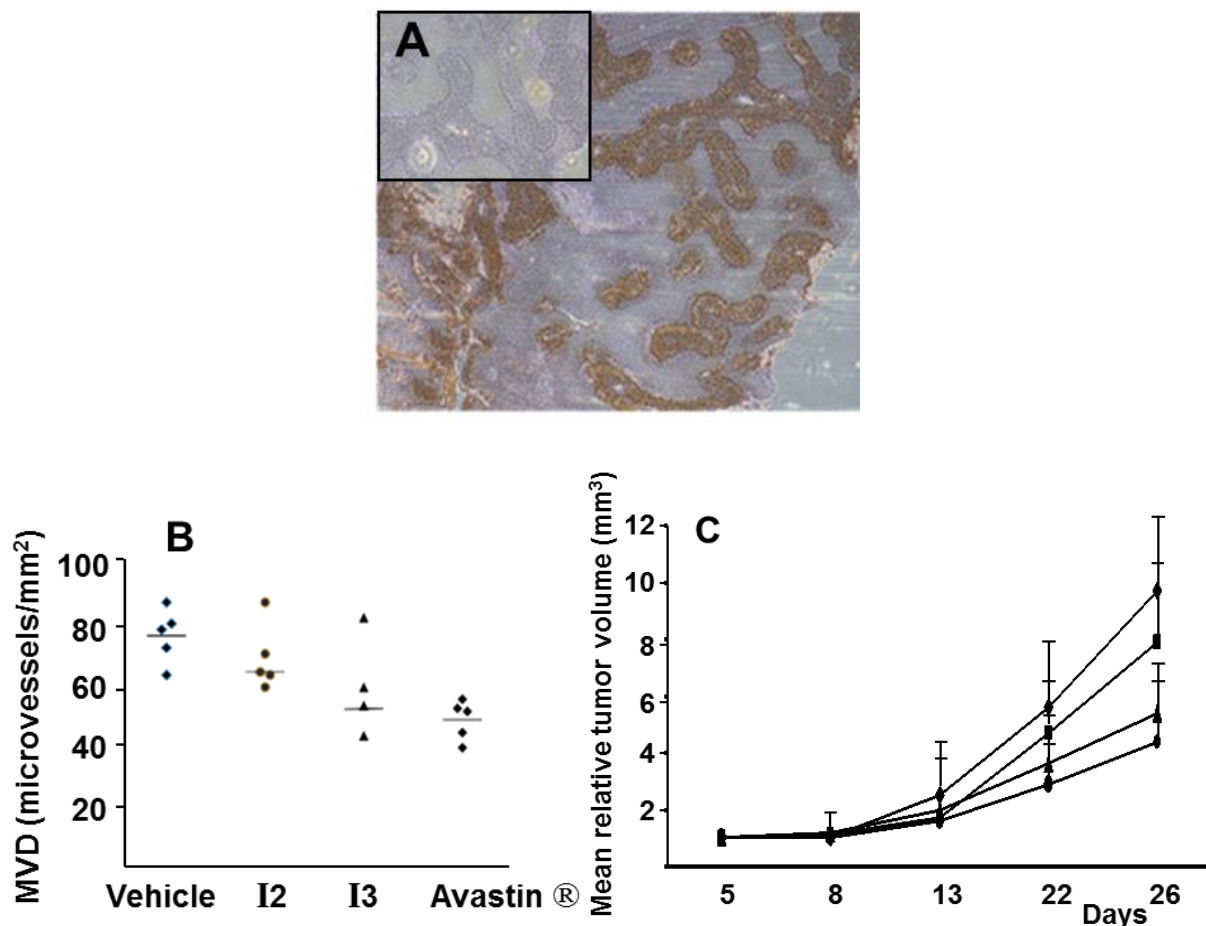 A
B
MVD (microvessels/mm²)
100
80
60
40
20
Vehicle I2 I3 Avastin ®
C
Mean relative tumor volume (mm³)
12
10
8
6
4
2
5 8 13 22 26
Days